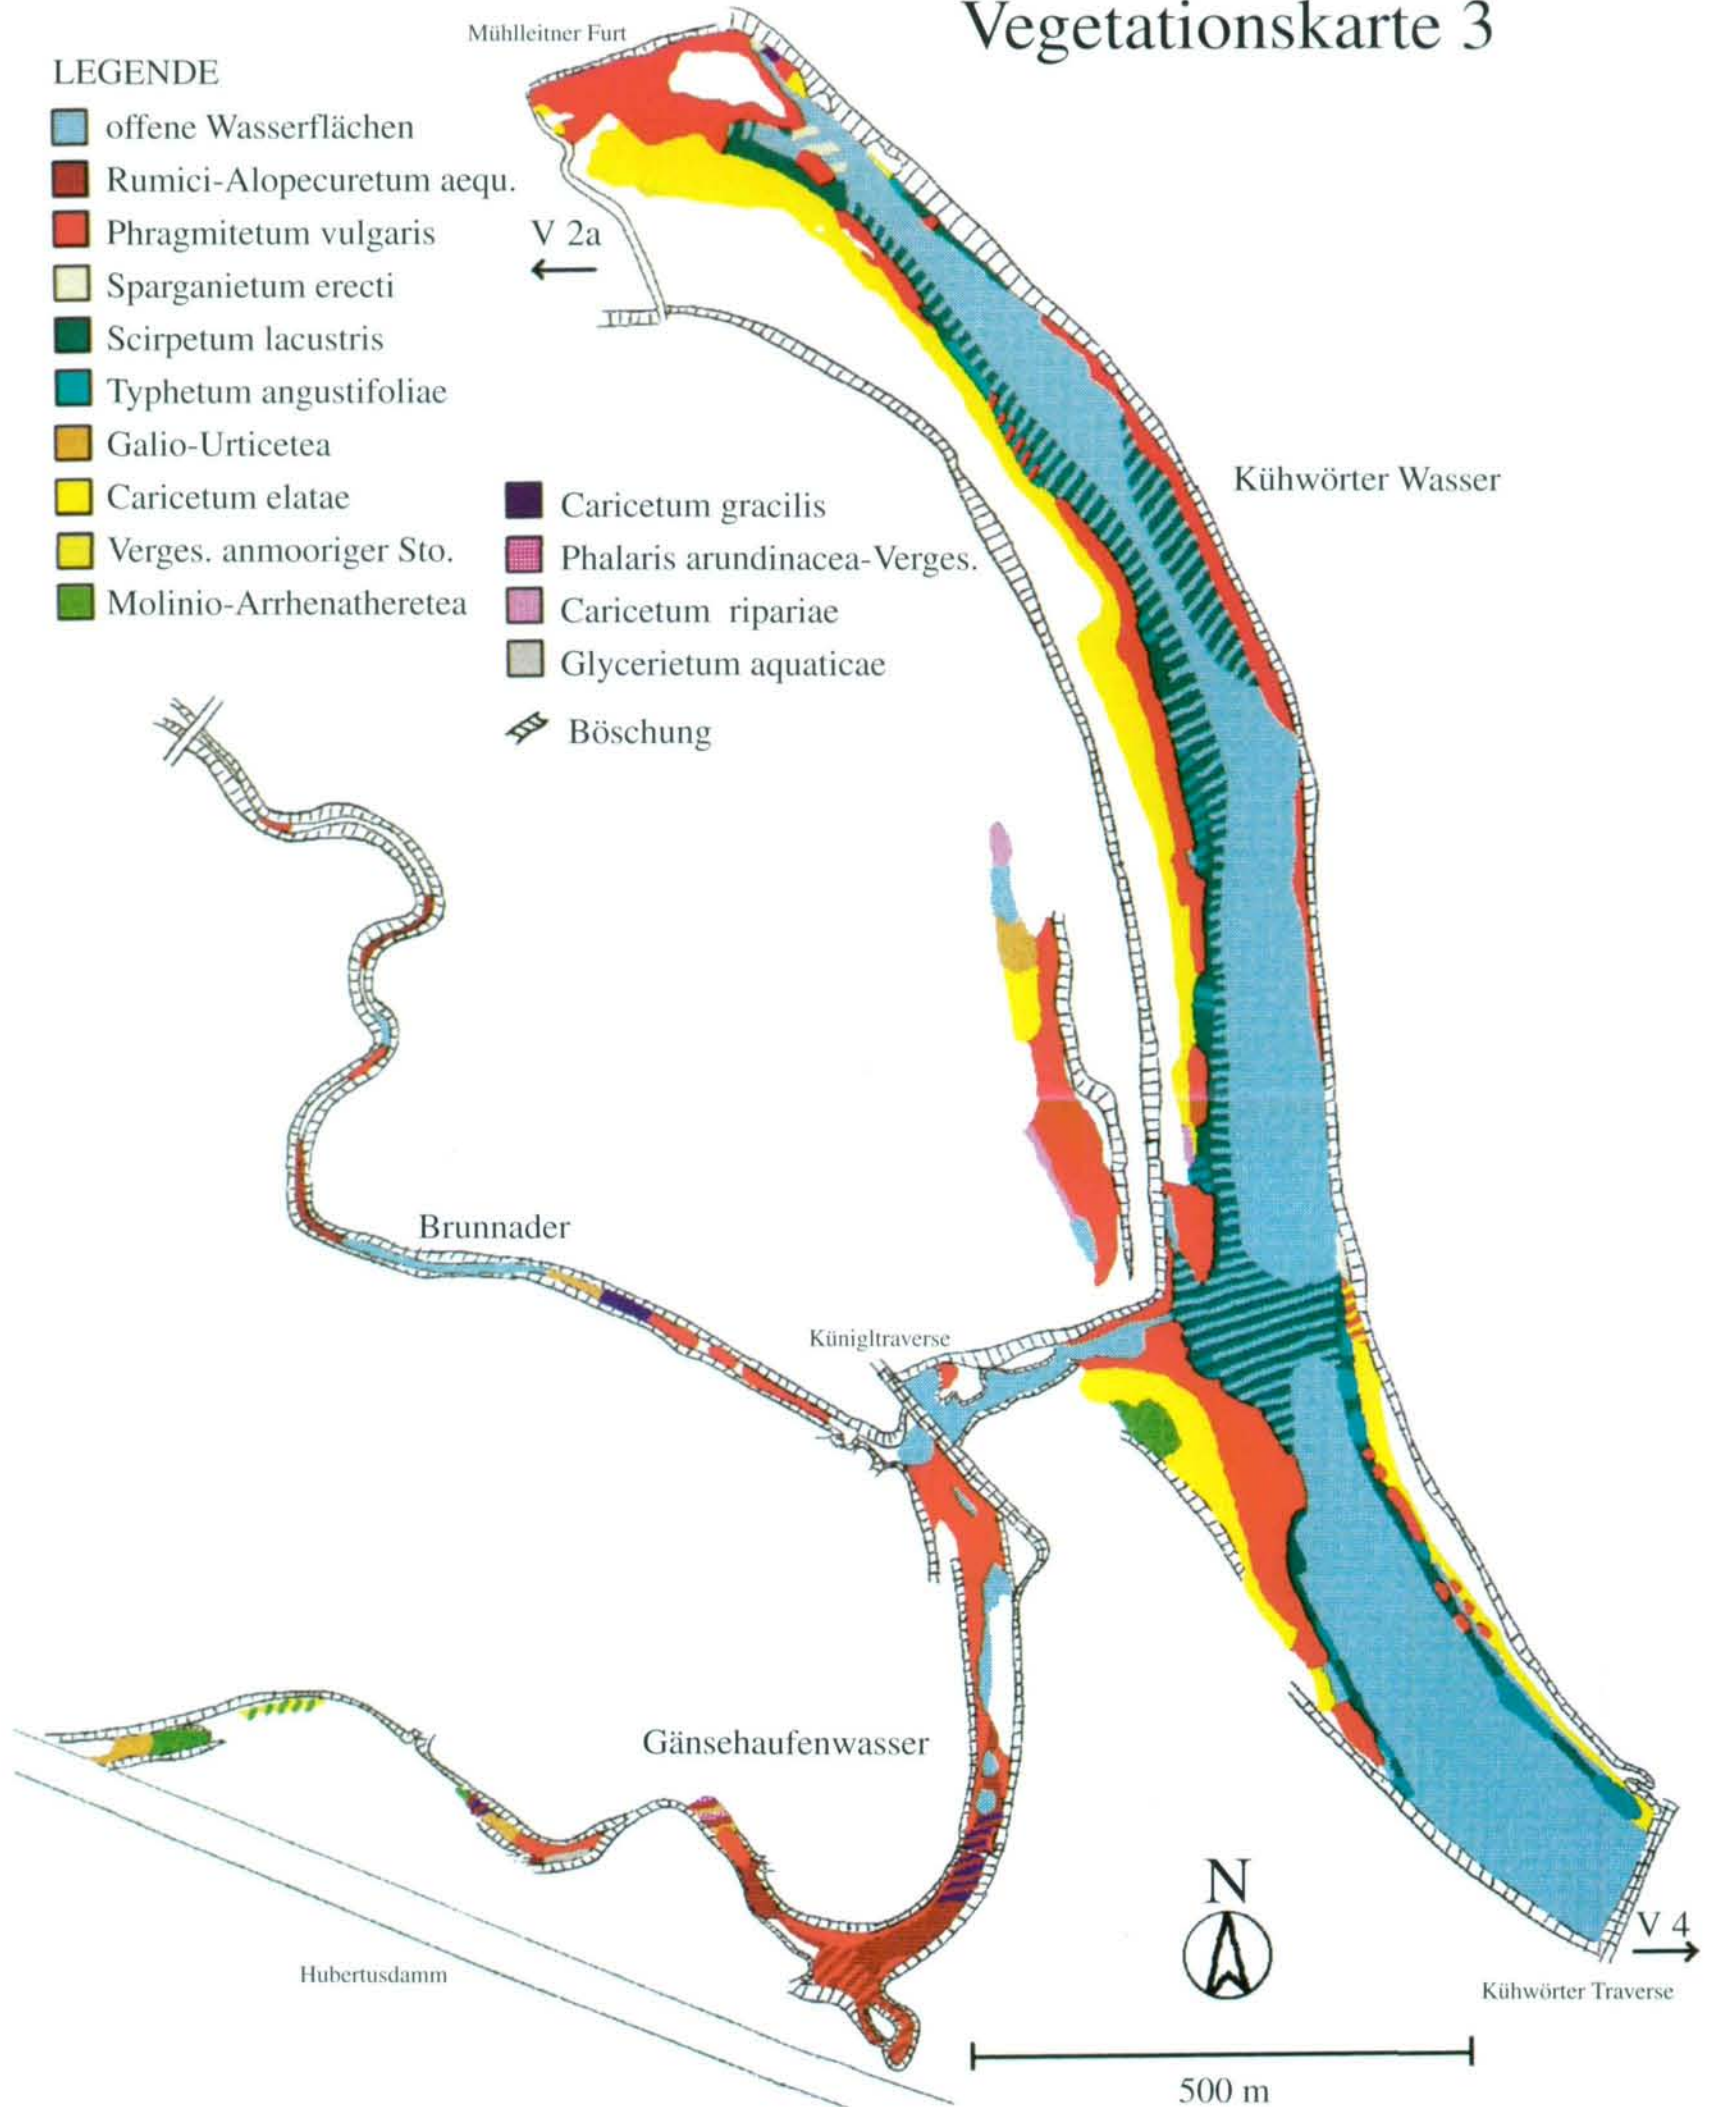 Vegetationskarte 3
Mühlleitner Furt
LEGENDE
offene Wasserflächen
Rumici-Alopecuretum aequ.
Phragmitetum vulgaris
Sparganietum erecti
Scirpetum lacustris
Typhetum angustifoliae
Galio-Urticetea
Caricetum elatae
Verges. anmooriger Sto.
Molinio-Arrhenatheretea
Caricetum gracilis
Phalaris arundinacea-Verges.
Caricetum ripariae
Glycerietum aquaticae
Böschung
V 2a
Kühwörter Wasser
Brunnader
Künigltraverse
Gänsehaufenwasser
Hubertusdamm
N
V 4
Kühwörter Traverse
500 m